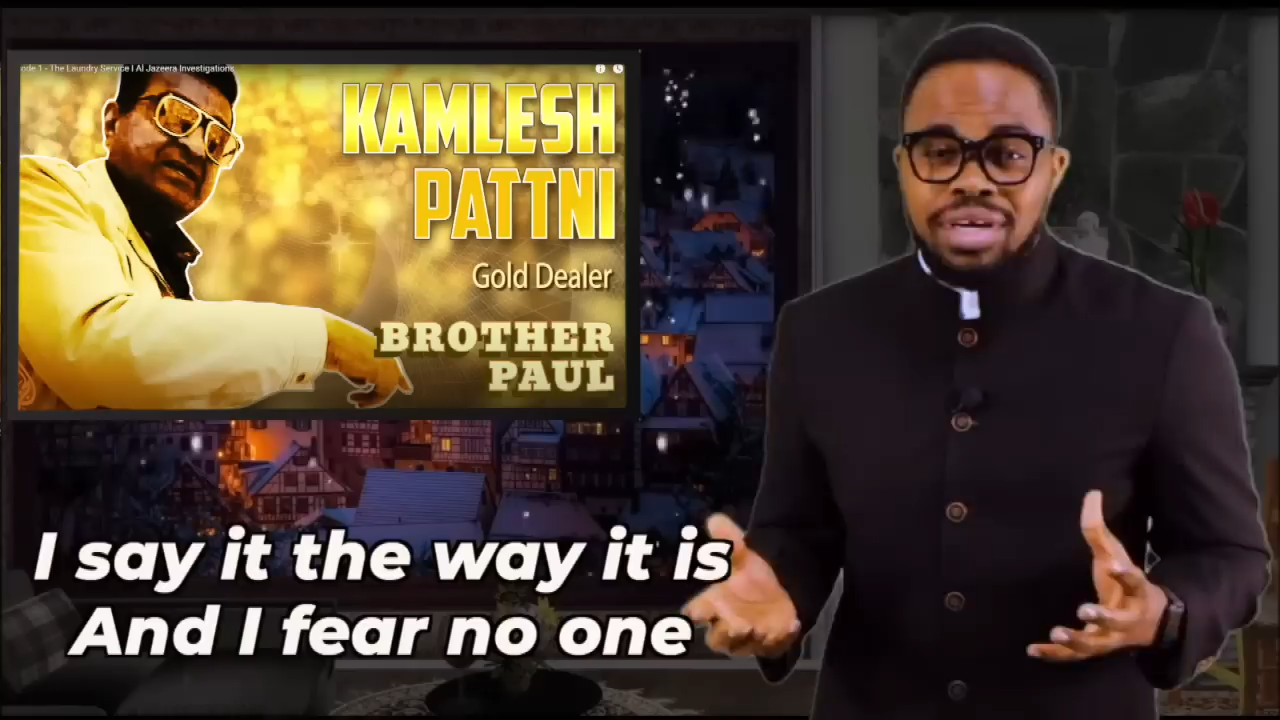 ode 1 - The Laundry Service I Al Jazeera Investigations
KAMLESH
PATTNI
Gold Dealer
BROTHER
PAUL
I say it the way it is
And I fear no one